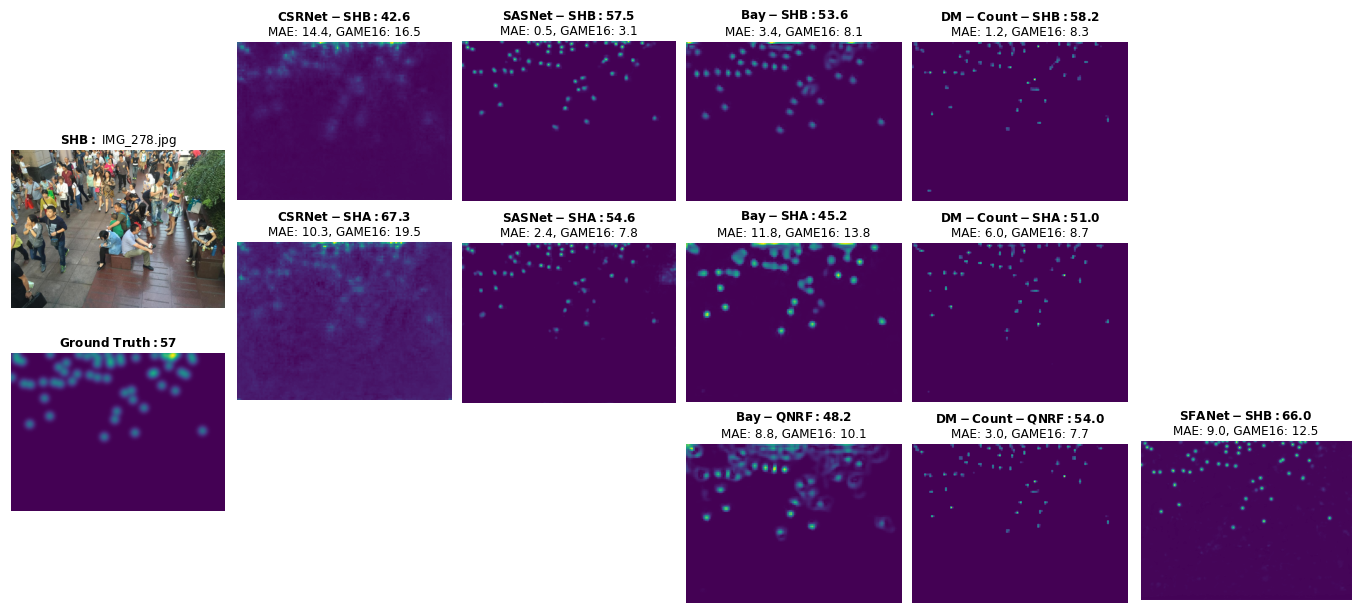 CSRNet−SHB: 42.6
MAE: 14.4, GAME16: 16.5
SASNet−SHB: 57.5
MAE: 0.5, GAME16: 3.1
Bay−SHB: 53.6
MAE: 3.4, GAME16: 8.1
DM−Count−SHB: 58.2
MAE: 1.2, GAME16: 8.3
SHB: IMG_278.jpg
CSRNet−SHA: 67.3
MAE: 10.3, GAME16: 19.5
SASNet−SHA: 54.6
MAE: 2.4, GAME16: 7.8
Bay−SHA: 45.2
MAE: 11.8, GAME16: 13.8
DM−Count−SHA: 51.0
MAE: 6.0, GAME16: 8.7
Ground Truth: 57
Bay−QNRF: 48.2
MAE: 8.8, GAME16: 10.1
DM−Count−QNRF: 54.0
MAE: 3.0, GAME16: 7.7
SFANet−SHB: 66.0
MAE: 9.0, GAME16: 12.5